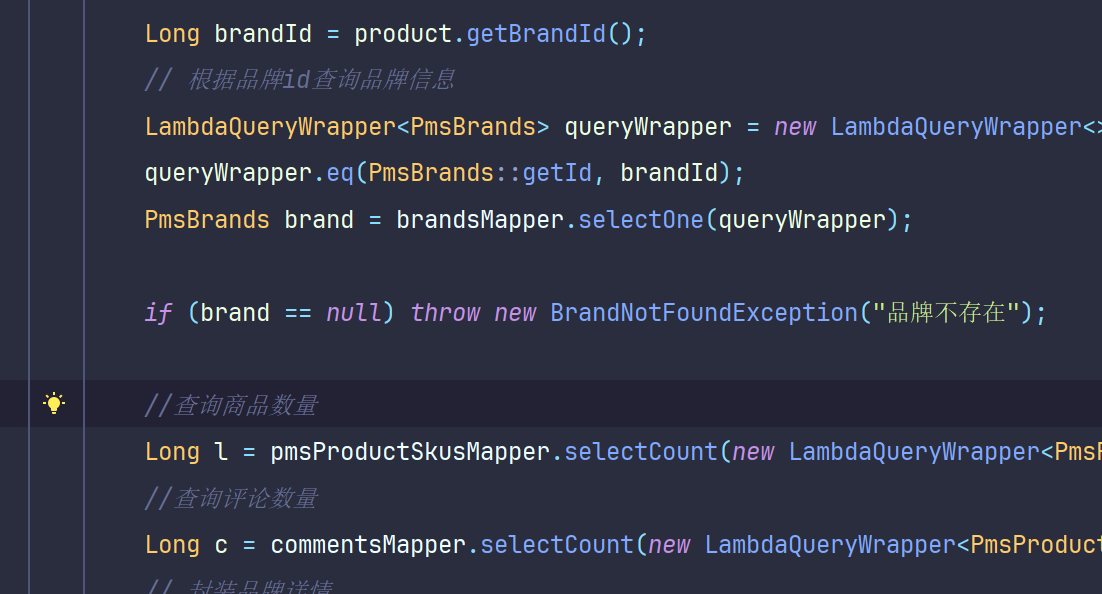 Long brandId = product.getBrandId();
// 根据品牌id查询品牌信息
LambdaQueryWrapper<PmsBrands> queryWrapper = new LambdaQueryWrapper<>
queryWrapper.eq(PmsBrands::getId, brandId);
PmsBrands brand = brandsMapper.selectOne(queryWrapper);
if (brand == null) throw new BrandNotFoundException("品牌不存在");
//查询商品数量
Long l = pmsProductSkusMapper.selectCount(new LambdaQueryWrapper<PmsP
//查询评论数量
Long c = commentsMapper.selectCount(new LambdaQueryWrapper<PmsProduct
// 封装品牌详情